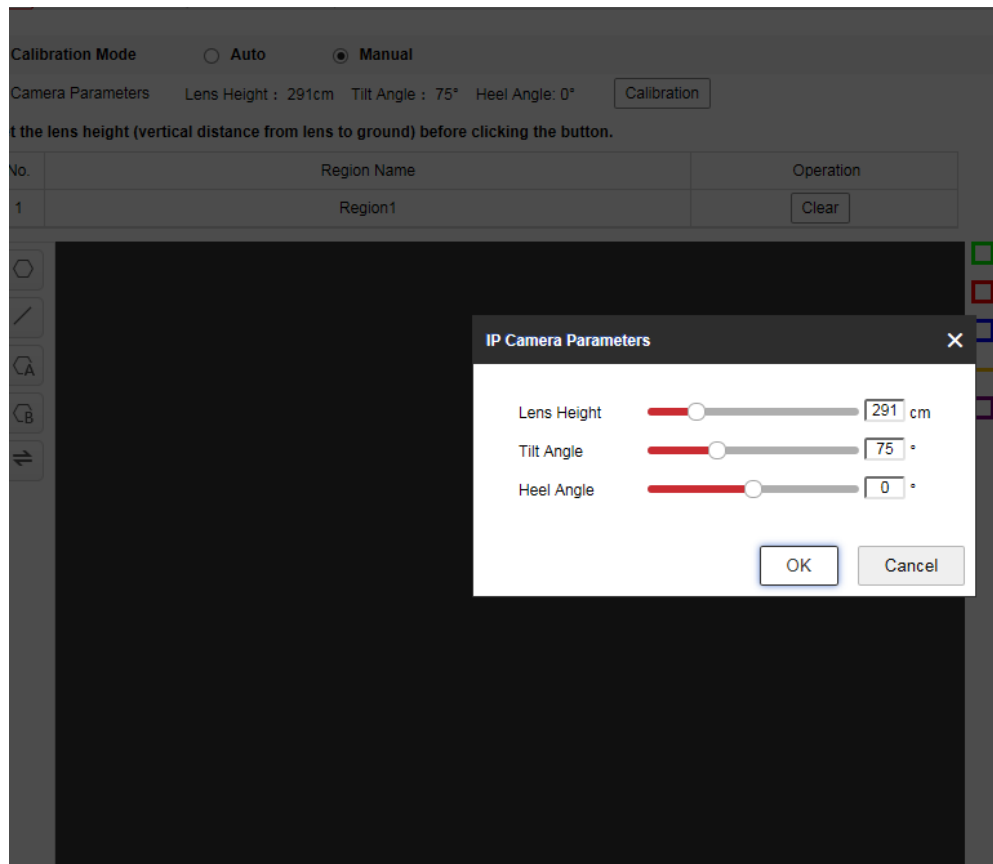 Calibration Mode Auto Manual
Camera Parameters Lens Height : 291cm Tilt Angle : 75° Heel Angle: 0° Calibration
t the lens height (vertical distance from lens to ground) before clicking the button.
No. Region Name Operation
1 Region1 Clear
A
B
IP Camera Parameters
Lens Height 291 cm
Tilt Angle 75 °
Heel Angle 0 °
OK Cancel